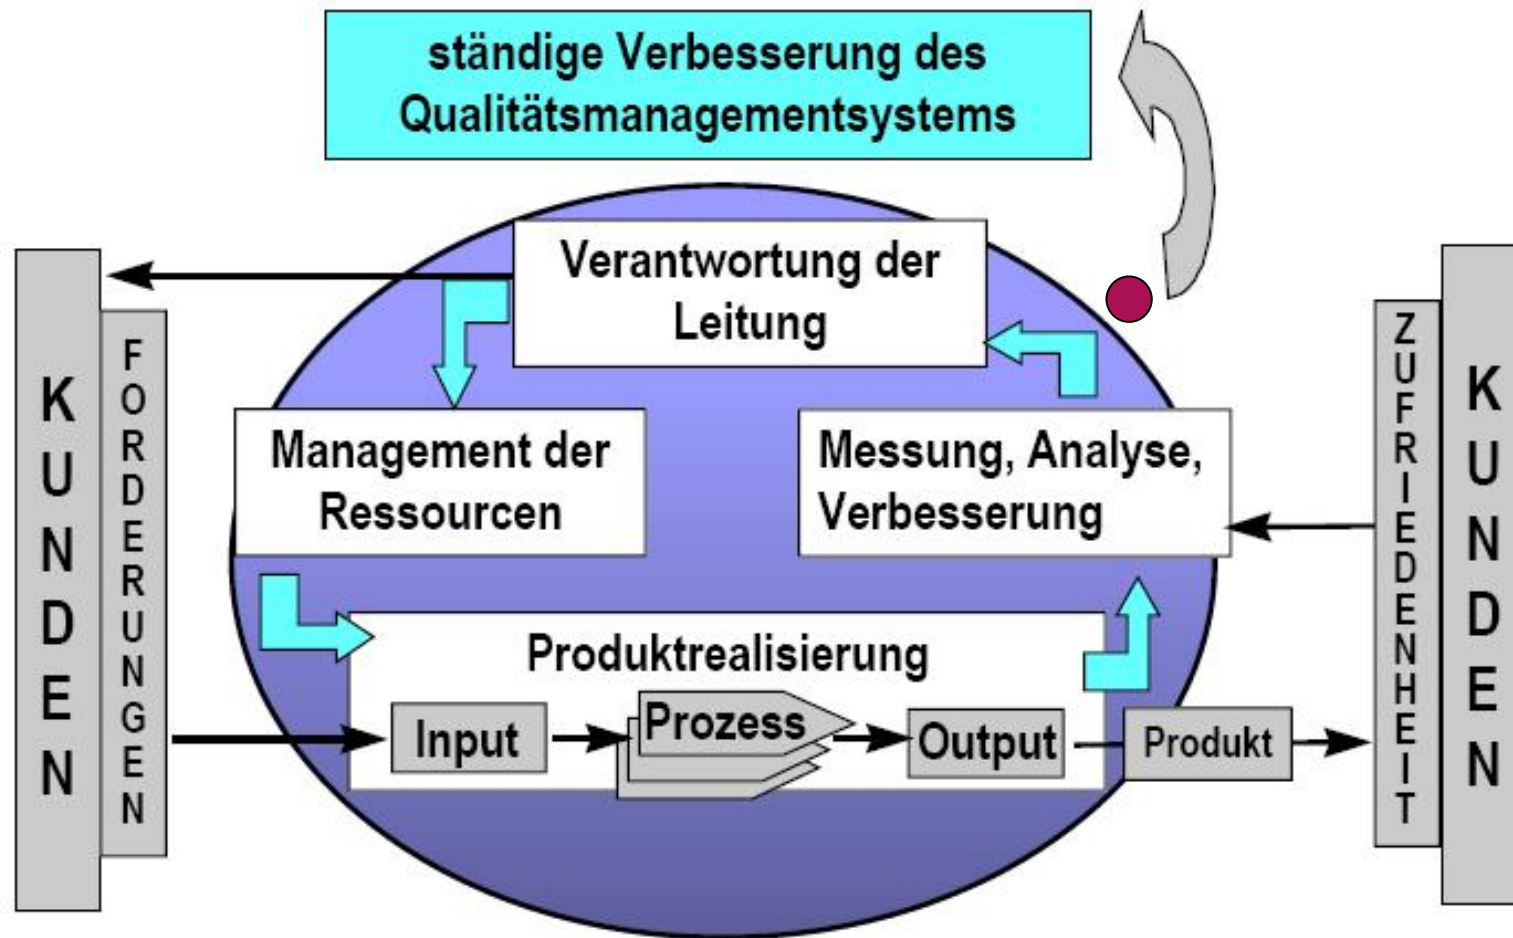 ständige Verbesserung des
Qualitätsmanagementsystems
Verantwortung der
Leitung
KUNDEN
FORDERUNGEN
Management der
Ressourcen
Messung, Analyse,
Verbesserung
ZUFRIEDENHEIT
KUNDEN
Produktrealisierung
Input
Prozess
Output
Produkt